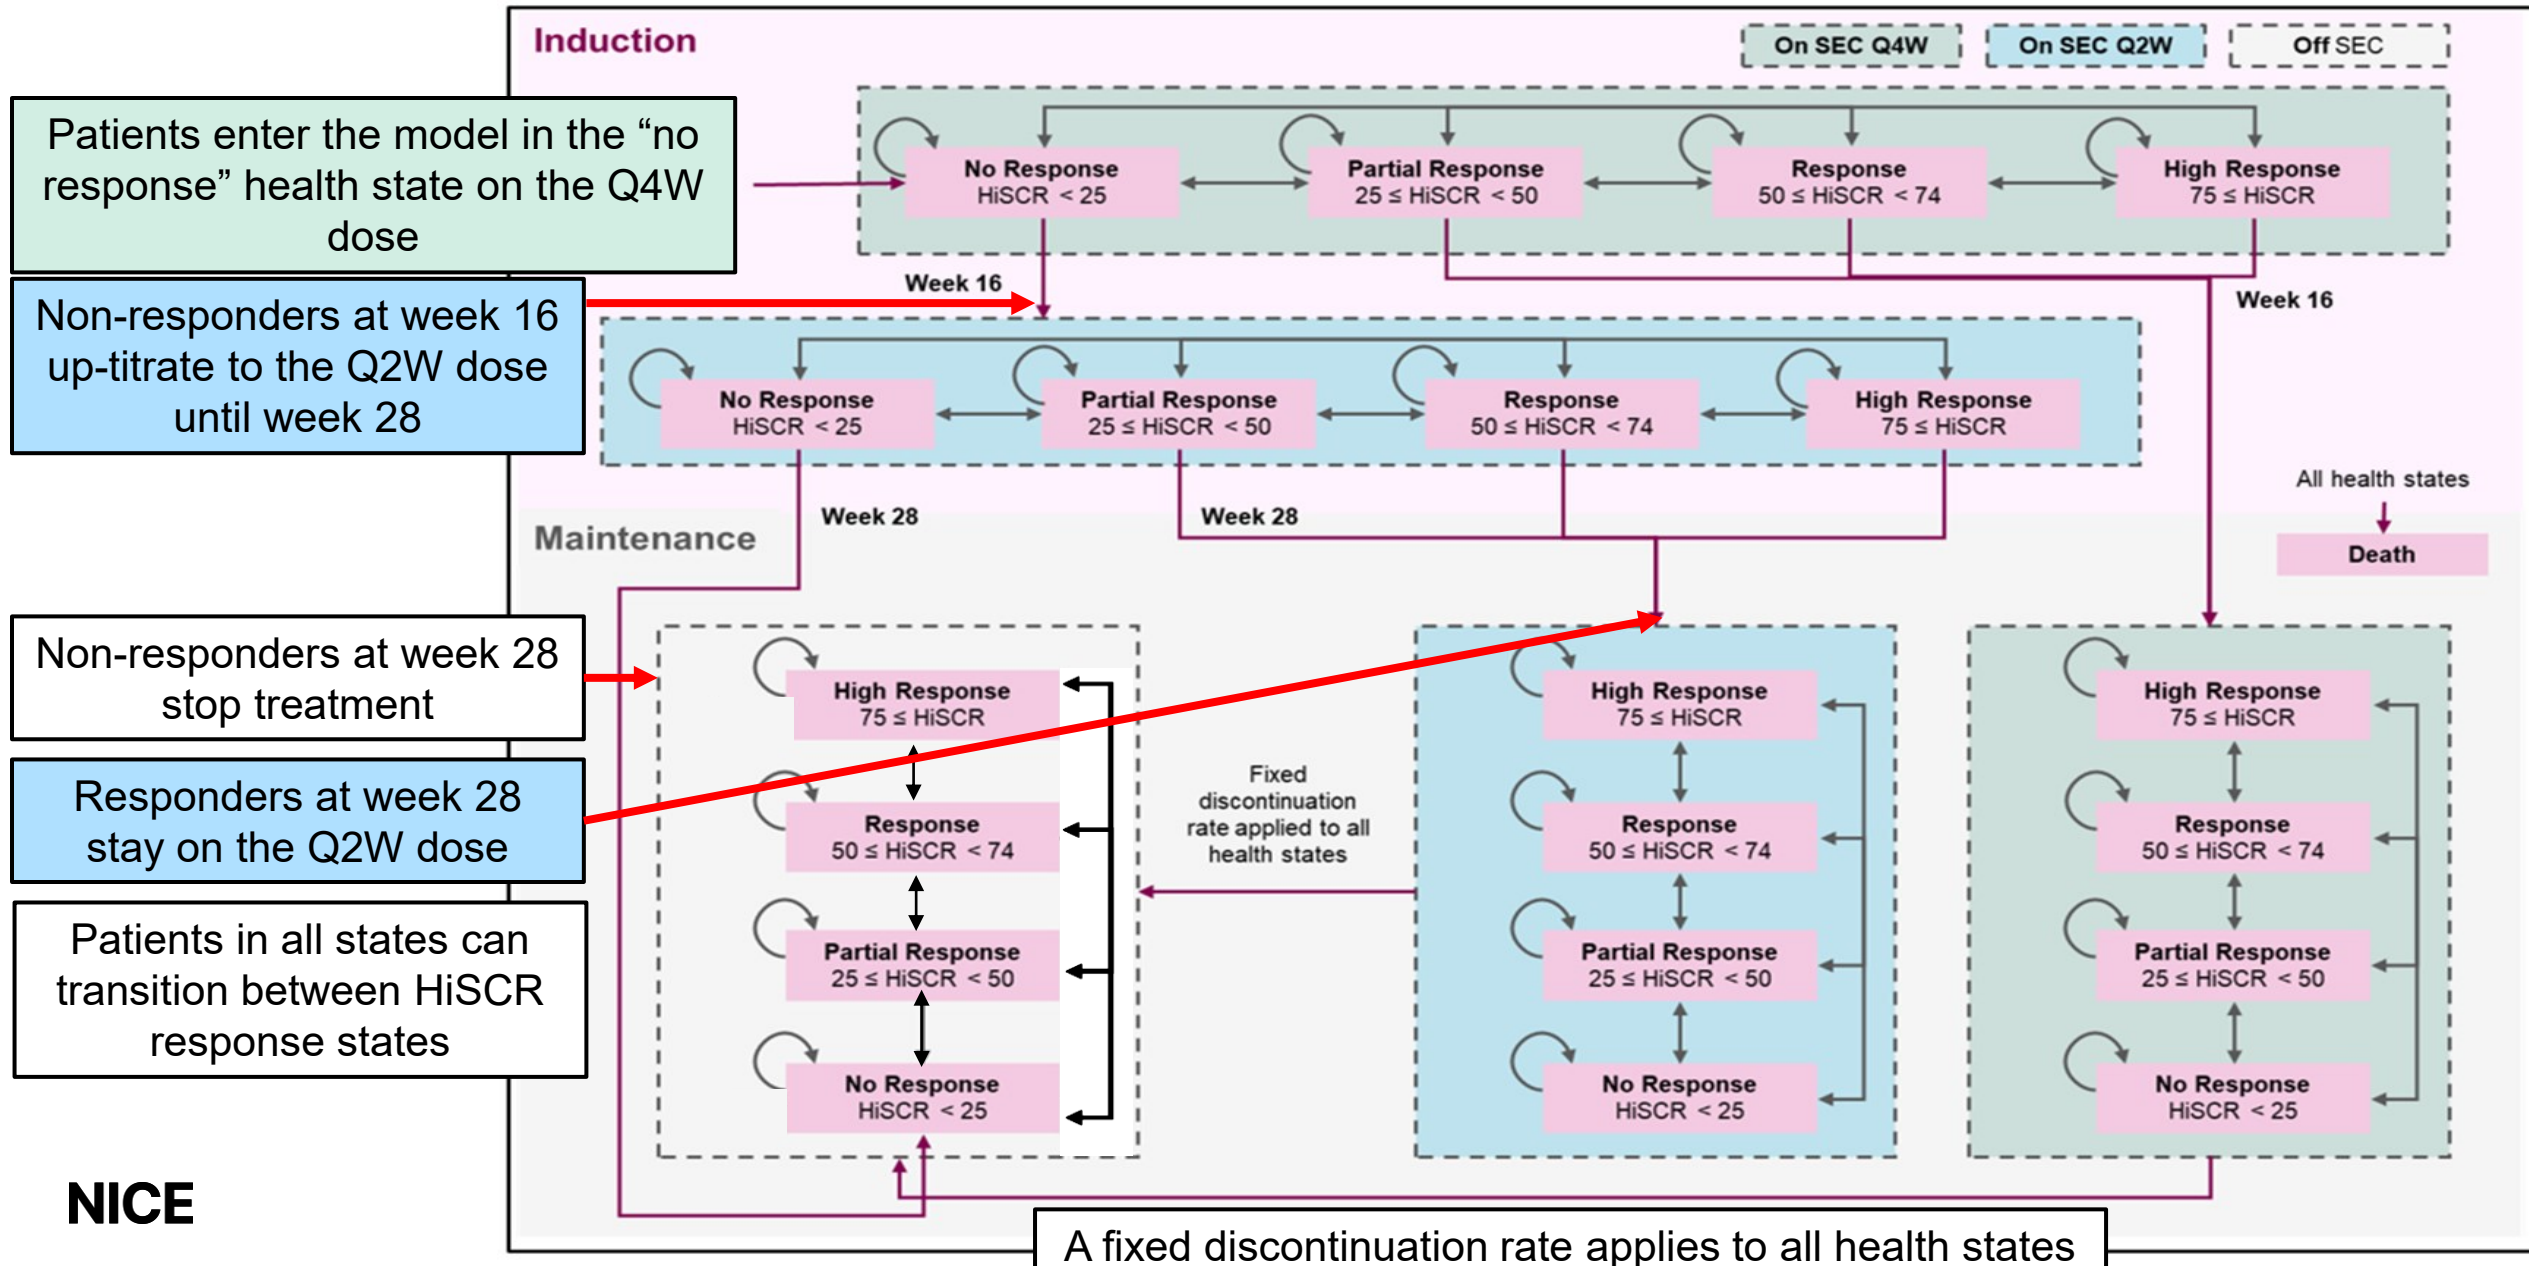 Induction
On SEC Q4W
On SEC Q2W
Off SEC
Patients enter the model in the “no
response” health state on the Q4W
dose
No Response
HiSCR < 25
Partial Response
25 ≤ HiSCR < 50
Response
50 ≤ HiSCR < 74
High Response
75 ≤ HiSCR
Week 16
Week 16
Non-responders at week 16
up-titrate to the Q2W dose
until week 28
No Response
HiSCR < 25
Partial Response
25 ≤ HiSCR < 50
Response
50 ≤ HiSCR < 74
High Response
75 ≤ HiSCR
Week 28
Week 28
All health states
Death
Maintenance
Non-responders at week 28
stop treatment
Responders at week 28
stay on the Q2W dose
Patients in all states can
transition between HiSCR
response states
High Response
75 ≤ HiSCR
Response
50 ≤ HiSCR < 74
Partial Response
25 ≤ HiSCR < 50
No Response
HiSCR < 25
Fixed
discontinuation
rate applied to all
health states
High Response
75 ≤ HiSCR
Response
50 ≤ HiSCR < 74
Partial Response
25 ≤ HiSCR < 50
No Response
HiSCR < 25
High Response
75 ≤ HiSCR
Response
50 ≤ HiSCR < 74
Partial Response
25 ≤ HiSCR < 50
No Response
HiSCR < 25
NICE
A fixed discontinuation rate applies to all health states